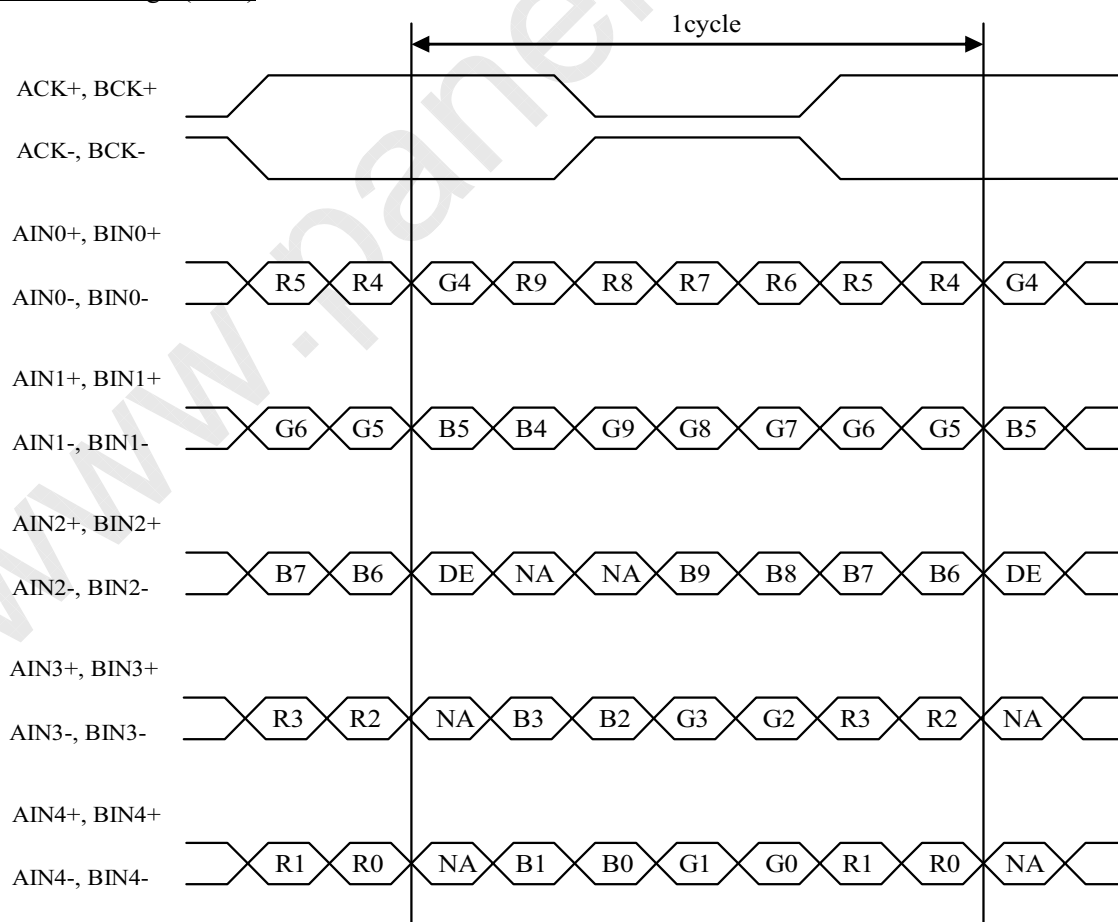 1cycle
ACK+, BCK+
ACK-, BCK-
AIN0+, BIN0+
R5 R4 G4 R9 R8 R7 R6 R5 R4 G4
AIN0-, BIN0-
AIN1+, BIN1+
G6 G5 B5 B4 G9 G8 G7 G6 G5 B5
AIN1-, BIN1-
AIN2+, BIN2+
B7 B6 DE NA NA B9 B8 B7 B6 DE
AIN2-, BIN2-
AIN3+, BIN3+
R3 R2 NA B3 B2 G3 G2 R3 R2 NA
AIN3-, BIN3-
AIN4+, BIN4+
R1 R0 NA B1 B0 G1 G0 R1 R0 NA
AIN4-, BIN4-
www.pane